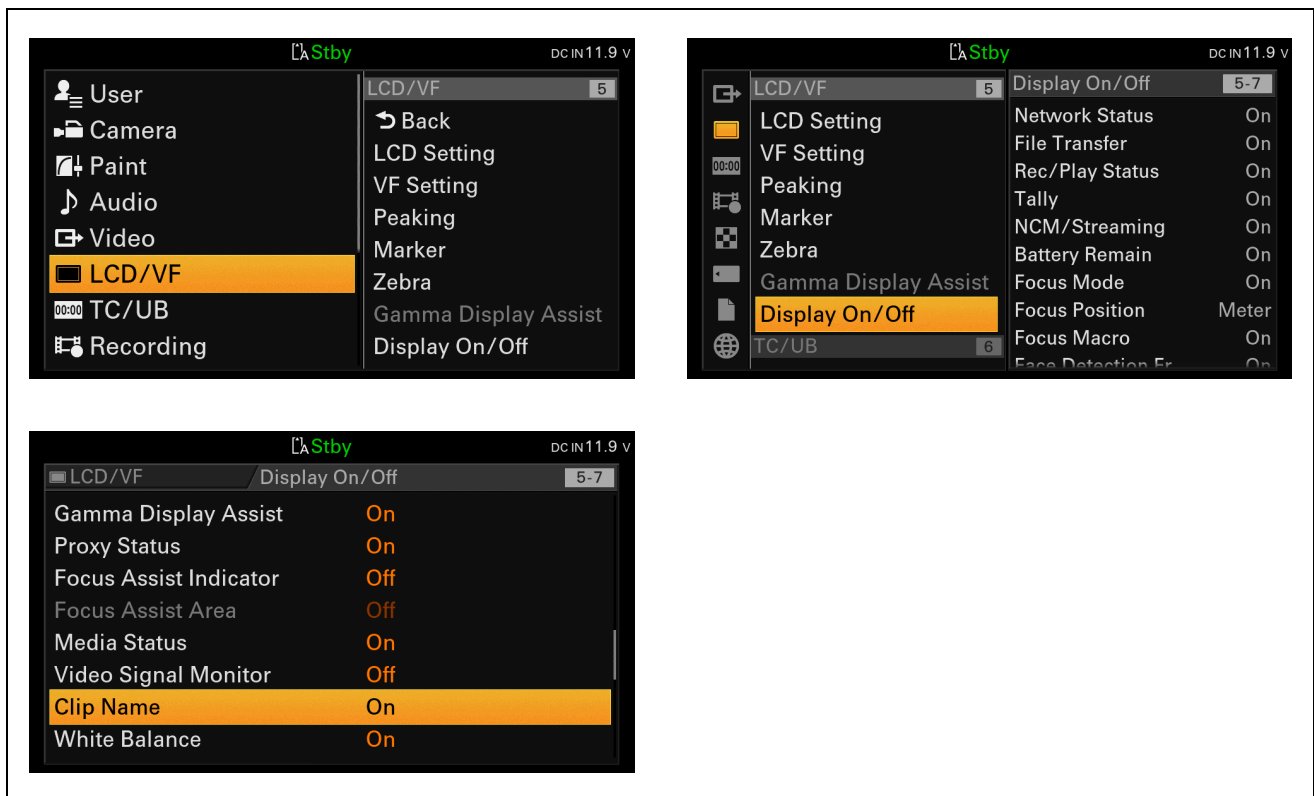 Stby DC IN 11.9 V
User
Camera
Paint
Audio
Video
LCD/VF
00:00 TC/UB
Recording
LCD/VF 5
Back
LCD Setting
VF Setting
Peaking
Marker
Zebra
Gamma Display Assist
Display On/Off
Stby DC IN 11.9 V
00:00
LCD/VF 5
LCD Setting
VF Setting
Peaking
Marker
Zebra
Gamma Display Assist
Display On/Off
TC/UB 6
Display On/Off 5-7
Network Status On
File Transfer On
Rec/Play Status On
Tally On
NCM/Streaming On
Battery Remain On
Focus Mode On
Focus Position Meter
Focus Macro On
Face Detection Fr On
Stby DC IN 11.9 V
LCD/VF Display On/Off 5-7
Gamma Display Assist On
Proxy Status On
Focus Assist Indicator Off
Focus Assist Area Off
Media Status On
Video Signal Monitor Off
Clip Name On
White Balance On